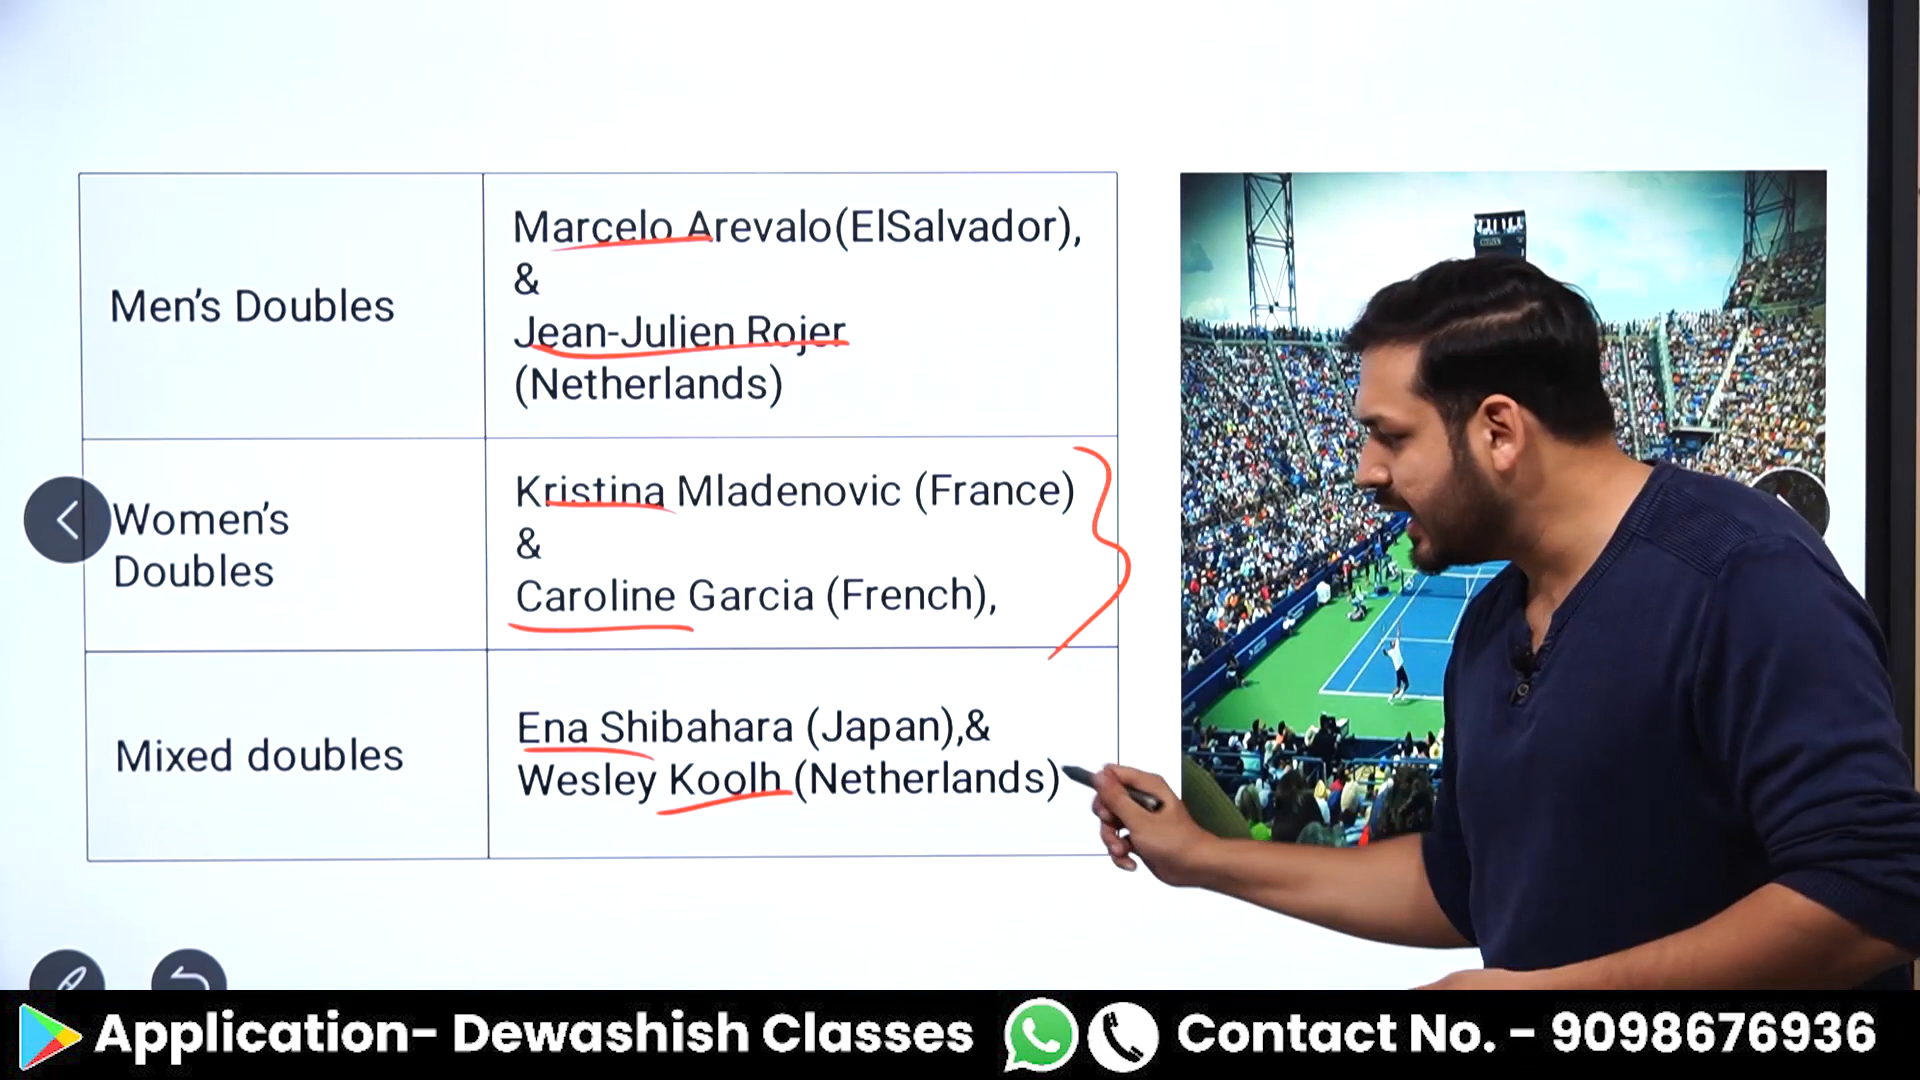 Men's Doubles
Marcelo Arevalo(ElSalvador),
&
Jean-Julien Rojer
(Netherlands)
Women's
Doubles
Kristina Mladenovic (France)
&
Caroline Garcia (French),
Mixed doubles
Ena Shibahara (Japan),&
Wesley Koolh (Netherlands)
Application- Dewashish Classes
Contact No. - 9098676936